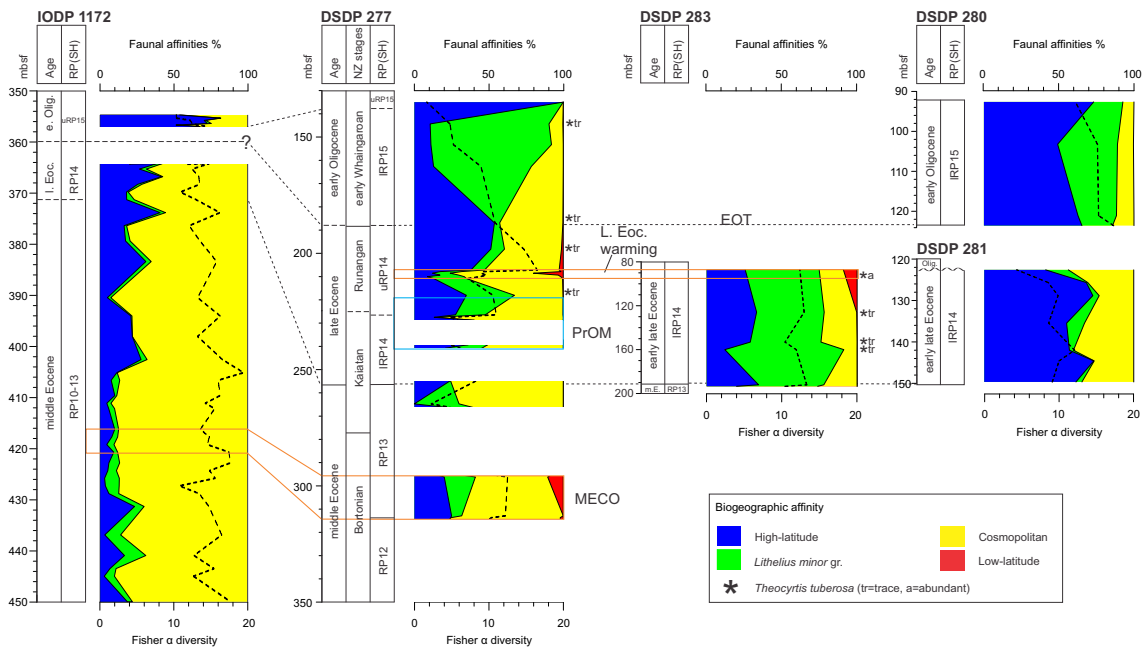 IODP 1172
mbsf
Age
RP(SH)
Faunal affinities %
0
50
100
350
360
370
380
390
400
410
420
430
440
450
e. Olig.
l. Eoc.
middle Eocene
uRP15
RP14
RP10-13
?
0
10
20
Fisher α diversity
DSDP 277
mbsf
Age
NZ stages
RP(SH)
Faunal affinities %
0
50
100
150
200
250
300
350
early Oligocene
late Eocene
middle Eocene
early Whaingaroan
Runangan
Kaiatan
Bortonian
uRP15
lRP15
uRP14
lRP14
RP13
RP12
*tr
*tr
*tr
*tr
0
10
20
Fisher α diversity
EOT
L. Eoc.
warming
PrOM
MECO
DSDP 283
mbsf
Age
RP(SH)
Faunal affinities %
0
50
100
80
90
120
160
200
early late Eocene
m.E.
lRP14
RP13
*a
*tr
*tr
*tr
0
10
20
Fisher α diversity
DSDP 280
mbsf
Age
RP(SH)
Faunal affinities %
0
50
100
90
100
110
120
early Oligocene
lRP15
DSDP 281
120
130
140
150
Olig.
early late Eocene
lRP14
0
10
20
Fisher α diversity
Biogeographic affinity
High-latitude
Cosmopolitan
Lithelius minor gr.
Low-latitude
* Theocyrtis tuberosa (tr=trace, a=abundant)